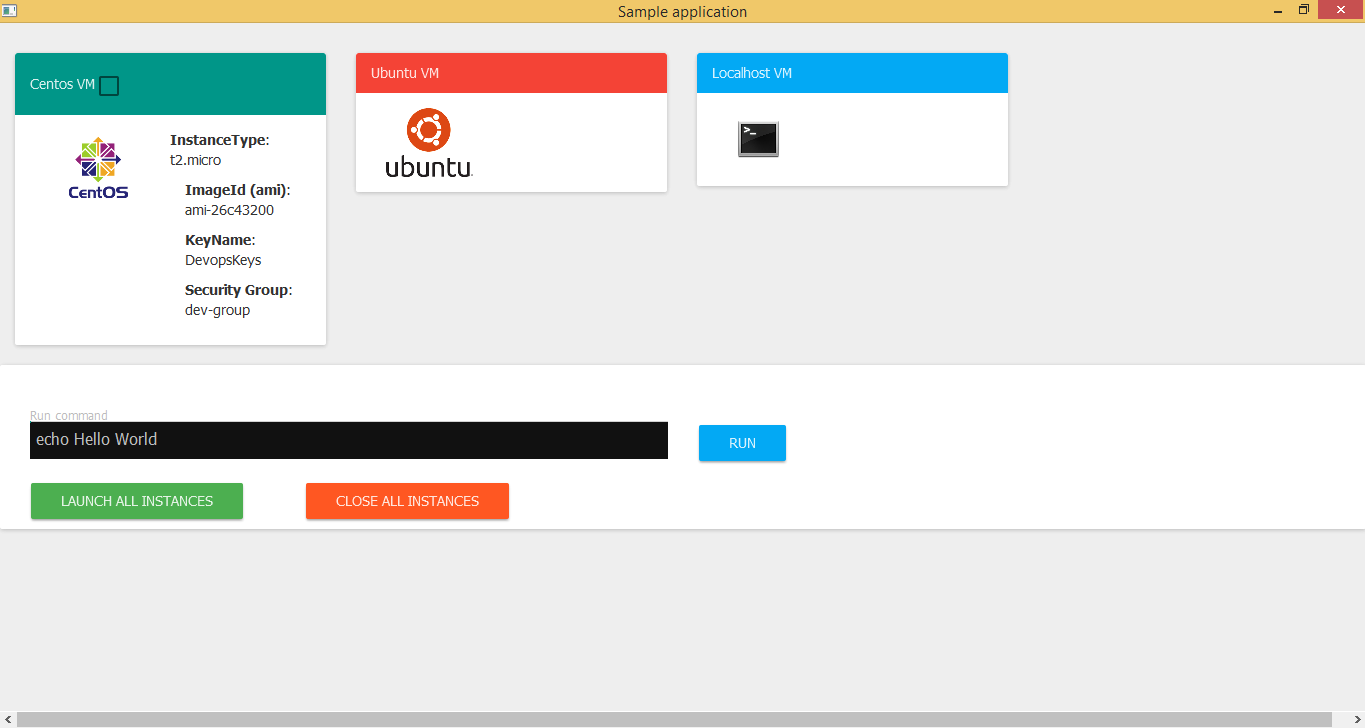 Sample application
Centos VM
CentOS
InstanceType:
t2.micro
ImageId (ami):
ami-26c43200
KeyName:
DevopsKeys
Security Group:
dev-group
Ubuntu VM
ubuntu
Localhost VM
>_
Run command
echo Hello World
RUN
LAUNCH ALL INSTANCES
CLOSE ALL INSTANCES